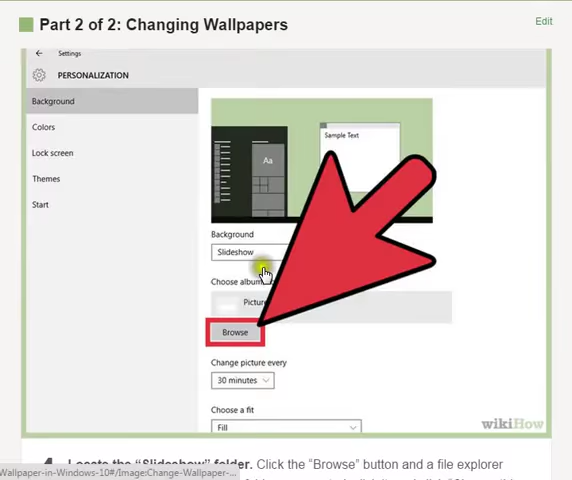 Part 2 of 2: Changing Wallpapers
Edit
Settings
PERSONALIZATION
Background
Colors
Lock screen
Themes
Start
Sample Text
Aa
Background
Slideshow
Choose album
Picture
Browse
Change picture every
30 minutes
Choose a fit
Fill
wikiHow
4 Locate the “Slideshow” folder. Click the “Browse” button and a file explorer
Wallpaper-in-Windows-10#/Image:Change-Wallpaper-...